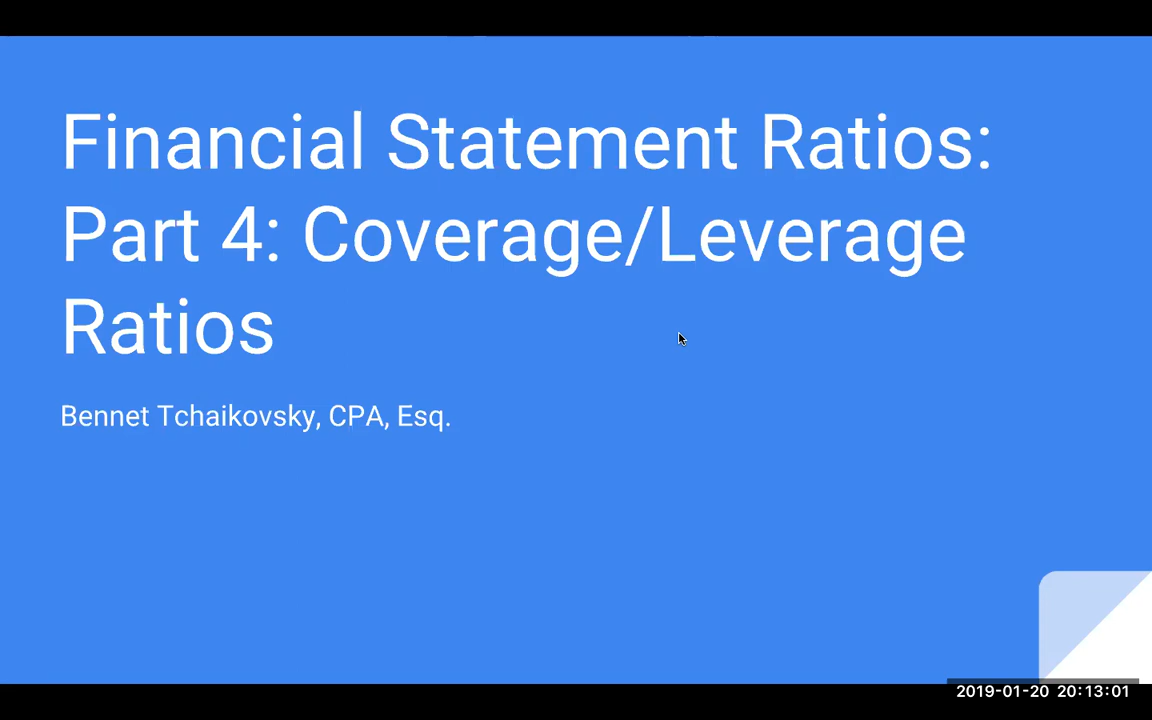 Financial Statement Ratios:
Part 4: Coverage/Leverage
Ratios
Bennet Tchaikovsky, CPA, Esq.
2019-01-20 20:13:01